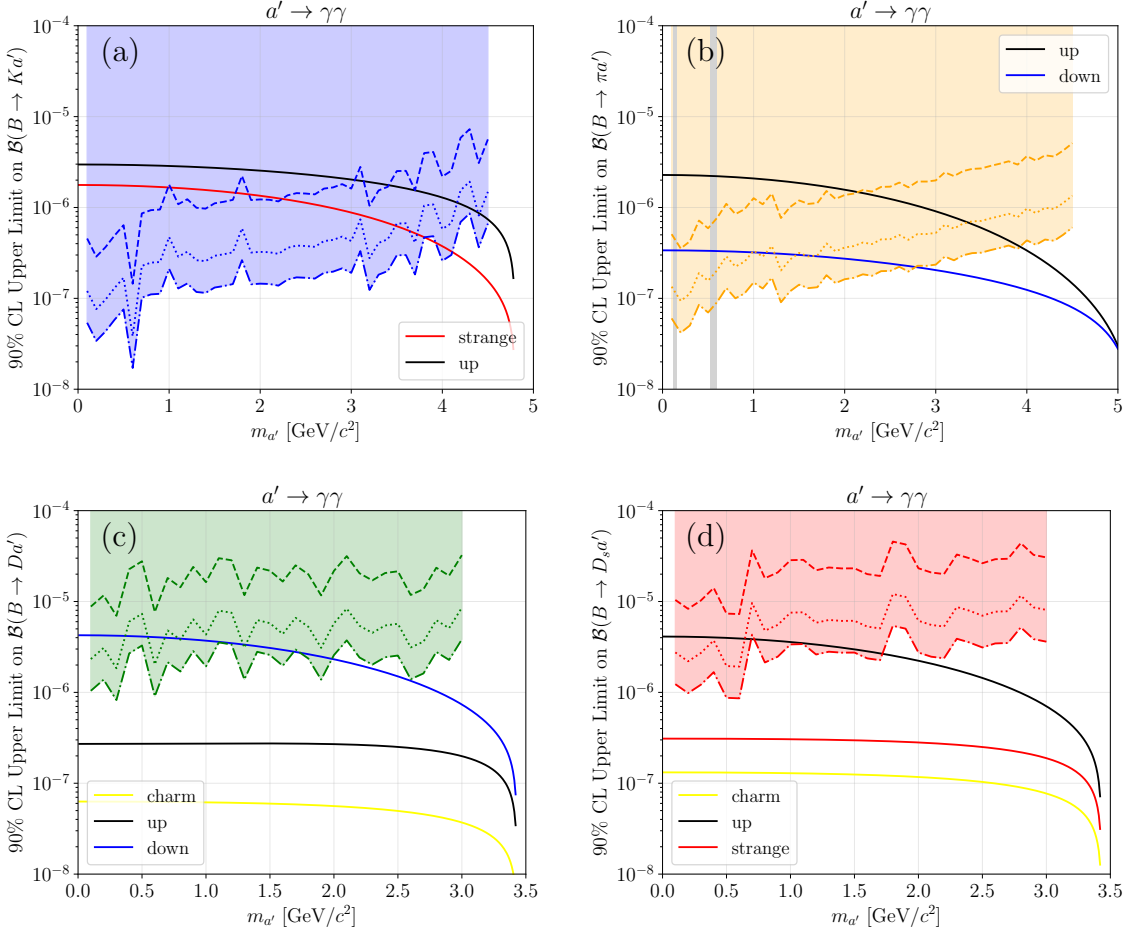 a′ → γγ
(a)
90% CL Upper Limit on 𝓑(B → Ka′)
10⁻⁴
10⁻⁵
10⁻⁶
10⁻⁷
10⁻⁸
strange
up
0 1 2 3 4 5
m_{a′} [GeV/c²]
a′ → γγ
(b)
90% CL Upper Limit on 𝓑(B → πa′)
10⁻⁴
10⁻⁵
10⁻⁶
10⁻⁷
10⁻⁸
up
down
0 1 2 3 4 5
m_{a′} [GeV/c²]
a′ → γγ
(c)
90% CL Upper Limit on 𝓑(B → Da′)
10⁻⁴
10⁻⁵
10⁻⁶
10⁻⁷
10⁻⁸
charm
up
down
0.0 0.5 1.0 1.5 2.0 2.5 3.0 3.5
m_{a′} [GeV/c²]
a′ → γγ
(d)
90% CL Upper Limit on 𝓑(B → D_s a′)
10⁻⁴
10⁻⁵
10⁻⁶
10⁻⁷
10⁻⁸
charm
up
strange
0.0 0.5 1.0 1.5 2.0 2.5 3.0 3.5
m_{a′} [GeV/c²]